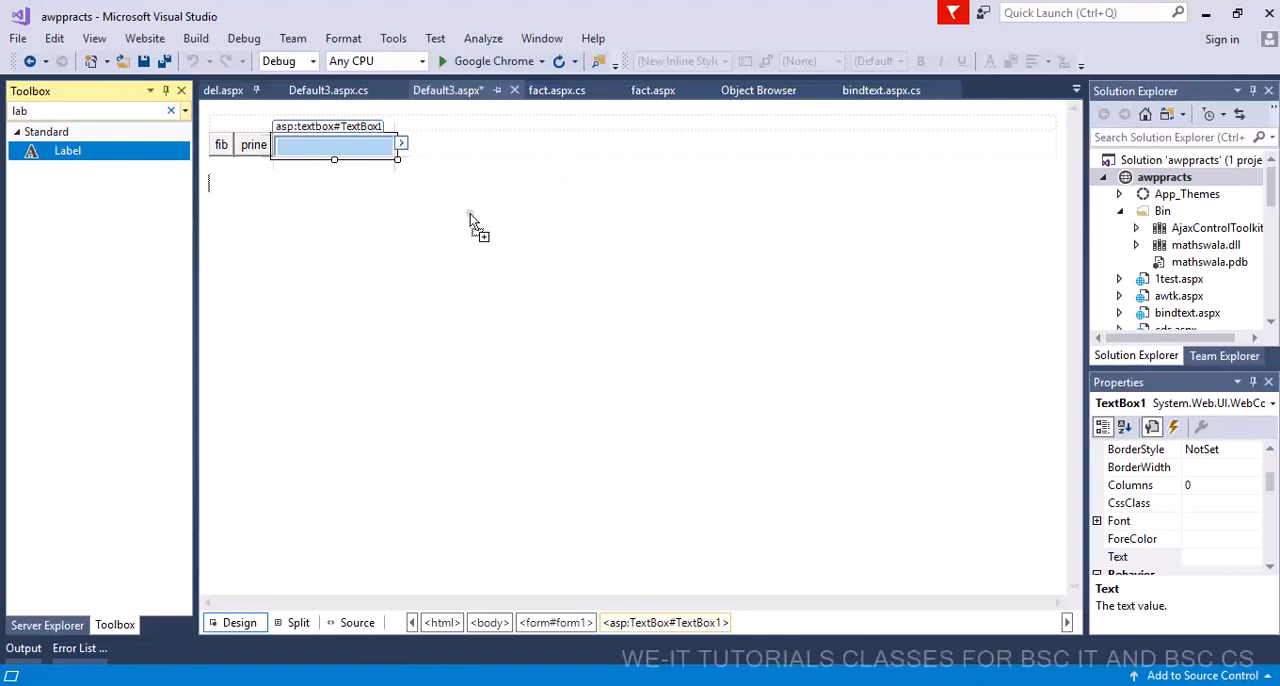 awppracts - Microsoft Visual Studio
Quick Launch (Ctrl+Q)
File Edit View Website Build Debug Team Format Tools Test Analyze Window Help
Sign in
Debug Any CPU Google Chrome (New Inline Style (None) (Default B I U A
Toolbox
del.aspx Default3.aspx.cs Default3.aspx* fact.aspx.cs fact.aspx Object Browser bindtext.aspx.cs
Solution Explorer
lab
Standard
Label
asp:textbox#TextBox1
fib prine
Search Solution Explorer (Ctrl+
Solution 'awppracts' (1 proje
awppracts
App_Themes
Bin
AjaxControlToolkit
mathswala.dll
mathswala.pdb
1test.aspx
awtk.aspx
bindtext.aspx
cds.aspx
Solution Explorer Team Explorer
Properties
TextBox1 System.Web.UI.WebCc
BorderStyle NotSet
BorderWidth
Columns 0
CssClass
Font
ForeColor
Text
Behavior
Text
The text value.
Design Split Source <html> <body> <form#form1> <asp:TextBox#TextBox1>
Server Explorer Toolbox
Output Error List ...
WE-IT TUTORIALS CLASSES FOR BSC IT AND BSC CS
Add to Source Control